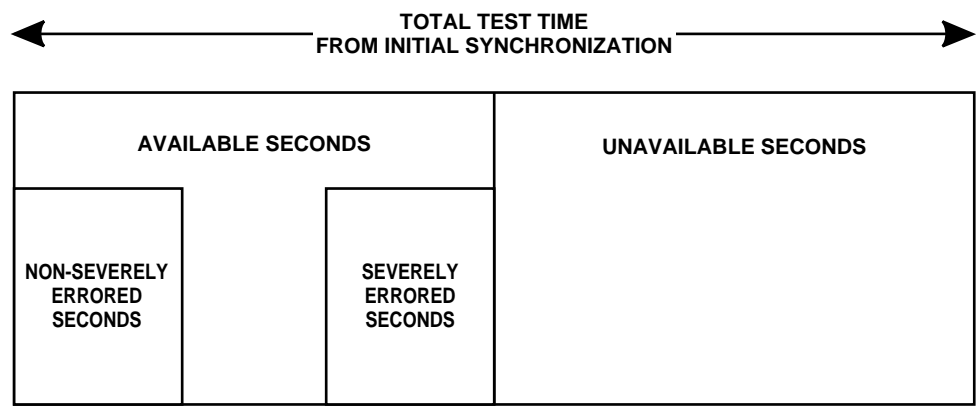 TOTAL TEST TIME
FROM INITIAL SYNCHRONIZATION
AVAILABLE SECONDS
UNAVAILABLE SECONDS
NON-SEVERELY
ERRORED
SECONDS
SEVERELY
ERRORED
SECONDS